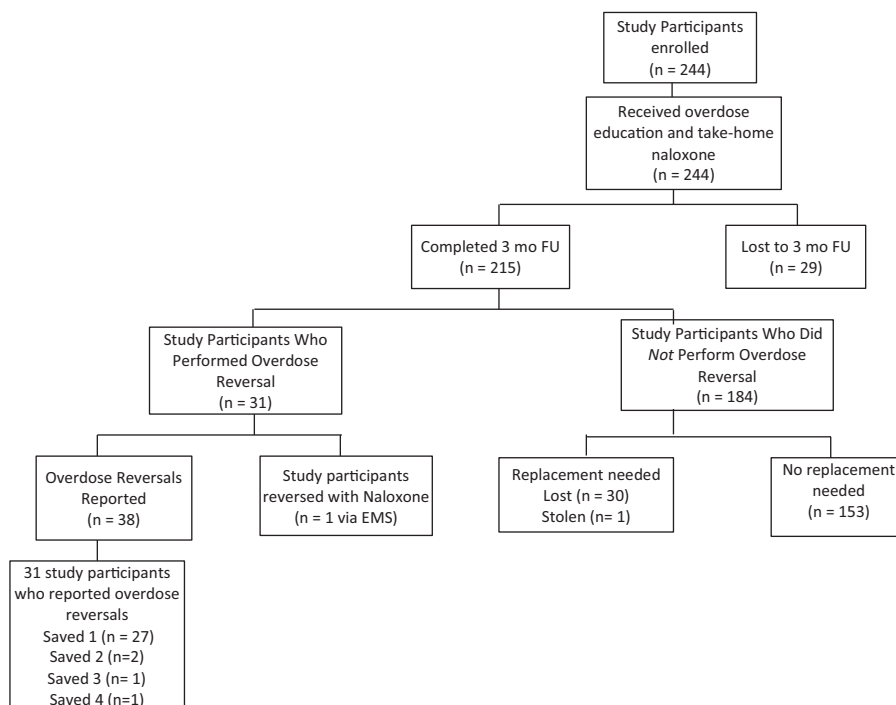 Study Participants
enrolled
(n = 244)
Received overdose
education and take-home
naloxone
(n = 244)
Completed 3 mo FU
(n = 215)
Lost to 3 mo FU
(n = 29)
Study Participants Who
Performed Overdose
Reversal
(n = 31)
Study Participants Who Did
Not Perform Overdose
Reversal
(n = 184)
Overdose Reversals
Reported
(n = 38)
Study participants
reversed with Naloxone
(n = 1 via EMS)
Replacement needed
Lost (n = 30)
Stolen (n= 1)
No replacement
needed
(n = 153)
31 study participants
who reported overdose
reversals
Saved 1 (n = 27)
Saved 2 (n=2)
Saved 3 (n= 1)
Saved 4 (n=1)